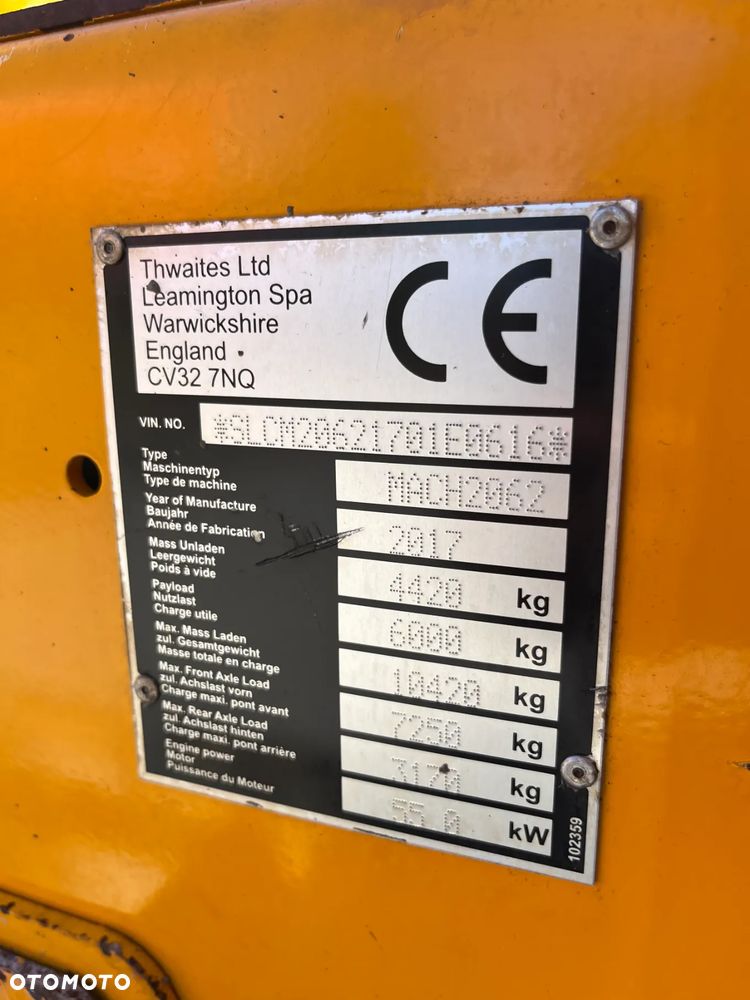 Thwaites Ltd
Leamington Spa
Warwickshire
England
CV32 7NQ
CE
VIN. NO.
*SLCM20621701E0616*
Type
Maschinentyp
Type de machine
MACH2062
Year of Manufacture
Baujahr
Année de Fabrication
2017
Mass Unladen
Leergewicht
Poids à vide
4420 kg
Payload
Nutzlast
Charge utile
6000 kg
Max. Mass Laden
zul. Gesamtgewicht
Masse totale en charge
10420 kg
Max. Front Axle Load
zul. Achslast vorn
Charge maxi. pont avant
7250 kg
Max. Rear Axle Load
zul. Achslast hinten
Charge maxi. pont arrière
3170 kg
Engine power
Motor
Puissance du Moteur
55.0 kW
102359
OTOMOTO